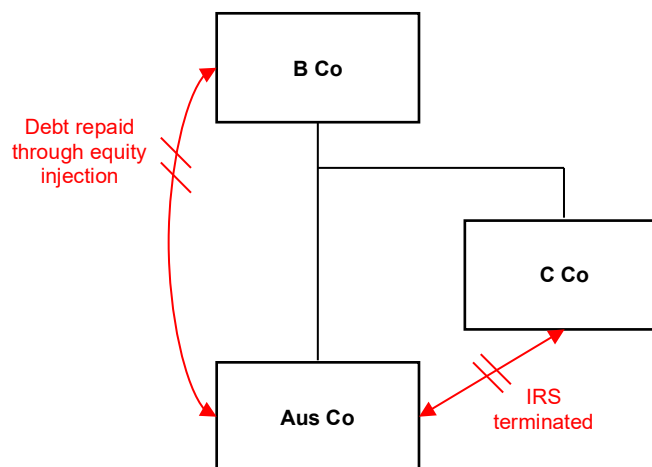 B Co
Debt repaid
through equity
injection
C Co
Aus Co
IRS
terminated